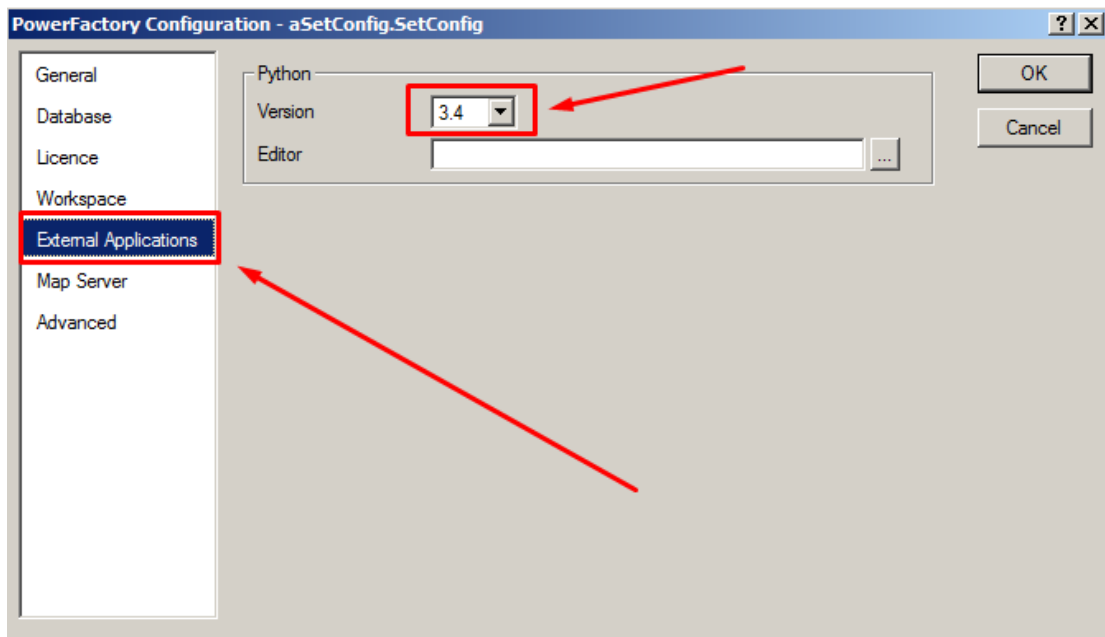 PowerFactory Configuration - aSetConfig.SetConfig
General
Database
Licence
Workspace
External Applications
Map Server
Advanced
Python
Version 3.4
Editor ...
OK
Cancel